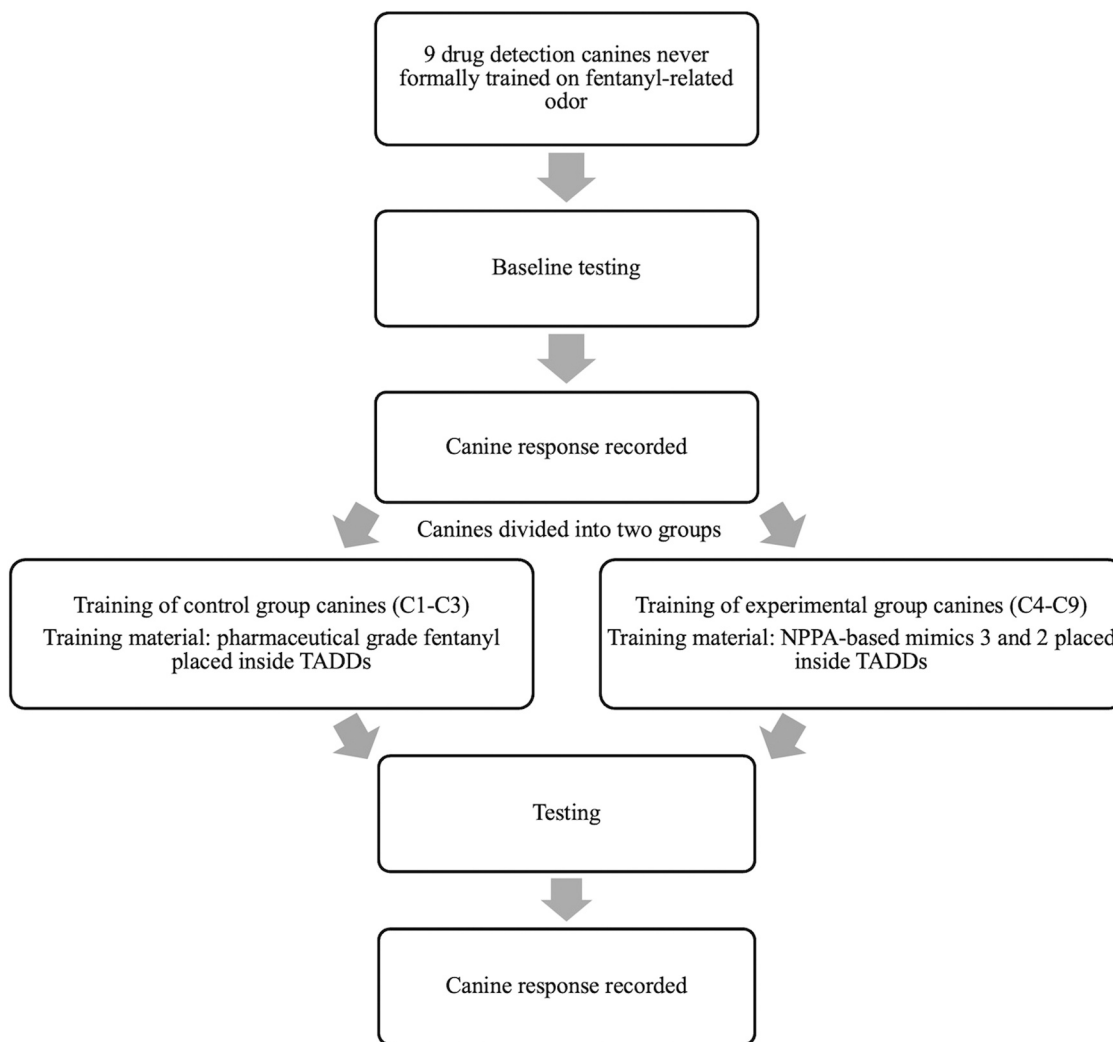 9 drug detection canines never
formally trained on fentanyl-related
odor
Baseline testing
Canine response recorded
Canines divided into two groups
Training of control group canines (C1-C3)
Training material: pharmaceutical grade fentanyl
placed inside TADDs
Training of experimental group canines (C4-C9)
Training material: NPPA-based mimics 3 and 2 placed
inside TADDs
Testing
Canine response recorded